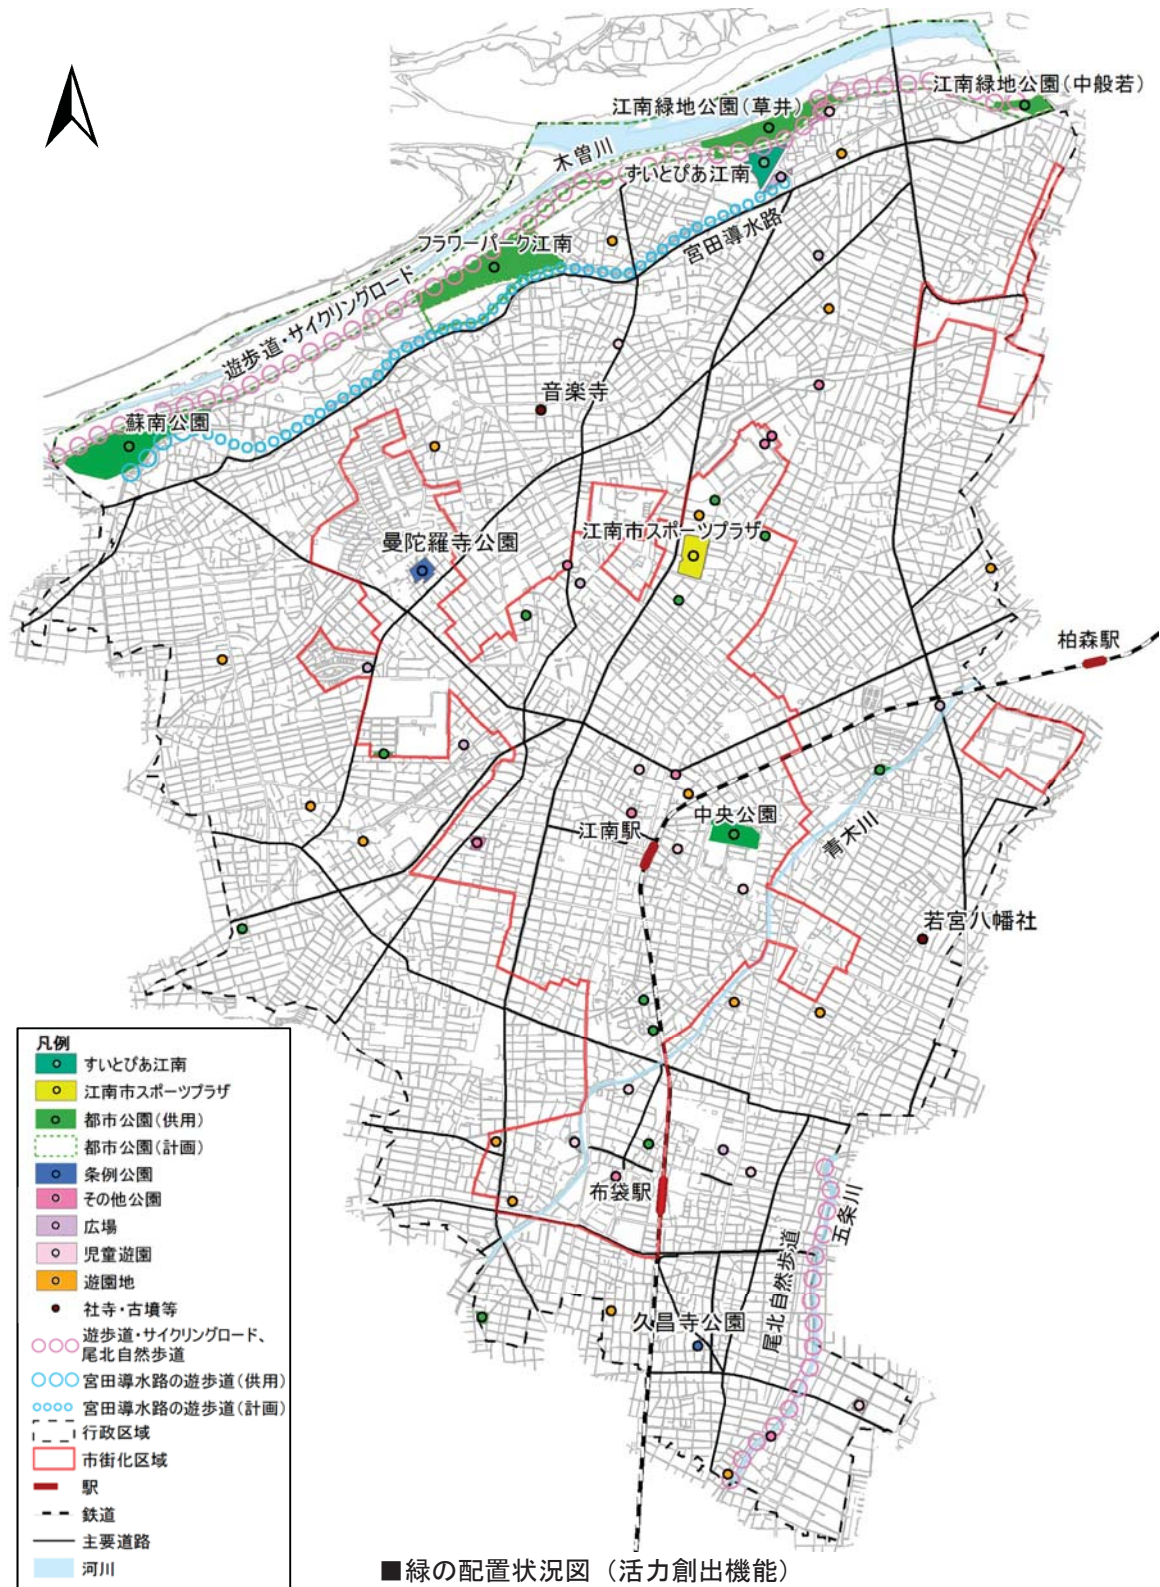 江南緑地公園(中般若)
江南緑地公園(草井)
木曽川
すいとぴあ江南
宮田導水路
フラワーパーク江南
遊歩道・サイクリングロード
音楽寺
蘇南公園
江南市スポーツプラザ
曼陀羅寺公園
柏森駅
中央公園
江南駅
青木川
若宮八幡社
布袋駅
五条川
尾北自然歩道
久昌寺公園
凡例
すいとぴあ江南
江南市スポーツプラザ
都市公園(供用)
都市公園(計画)
条例公園
その他公園
広場
児童遊園
遊園地
社寺・古墳等
遊歩道・サイクリングロード、
尾北自然歩道
宮田導水路の遊歩道(供用)
宮田導水路の遊歩道(計画)
行政区域
市街化区域
駅
鉄道
主要道路
河川
■緑の配置状況図（活力創出機能）